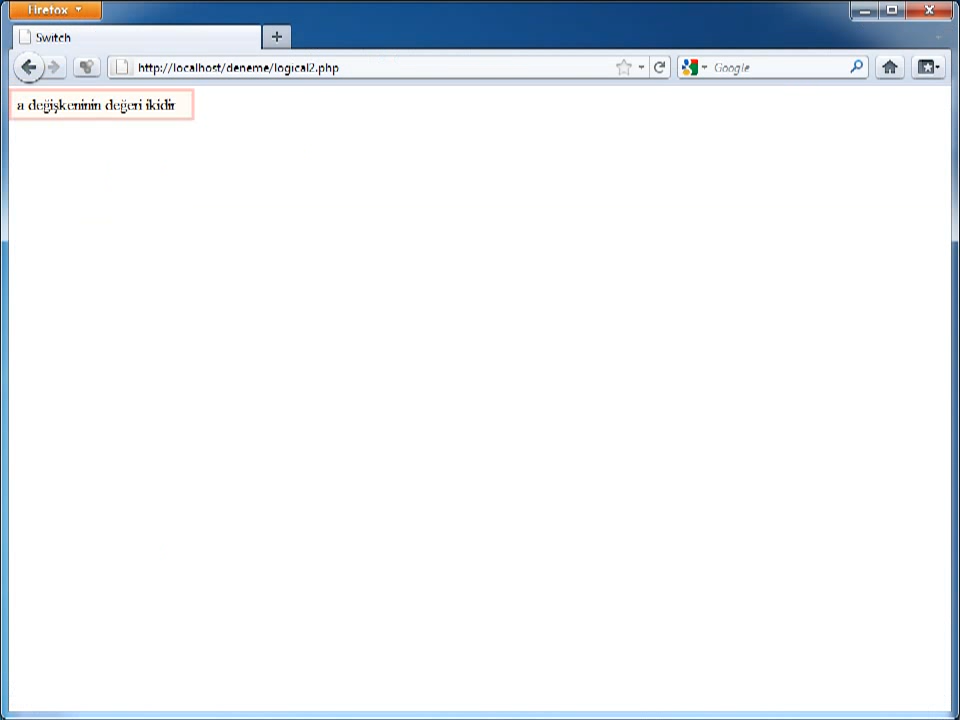 Firefox
Switch
http://localhost/deneme/logical2.php
Google
a değişkeninin değeri ikidir